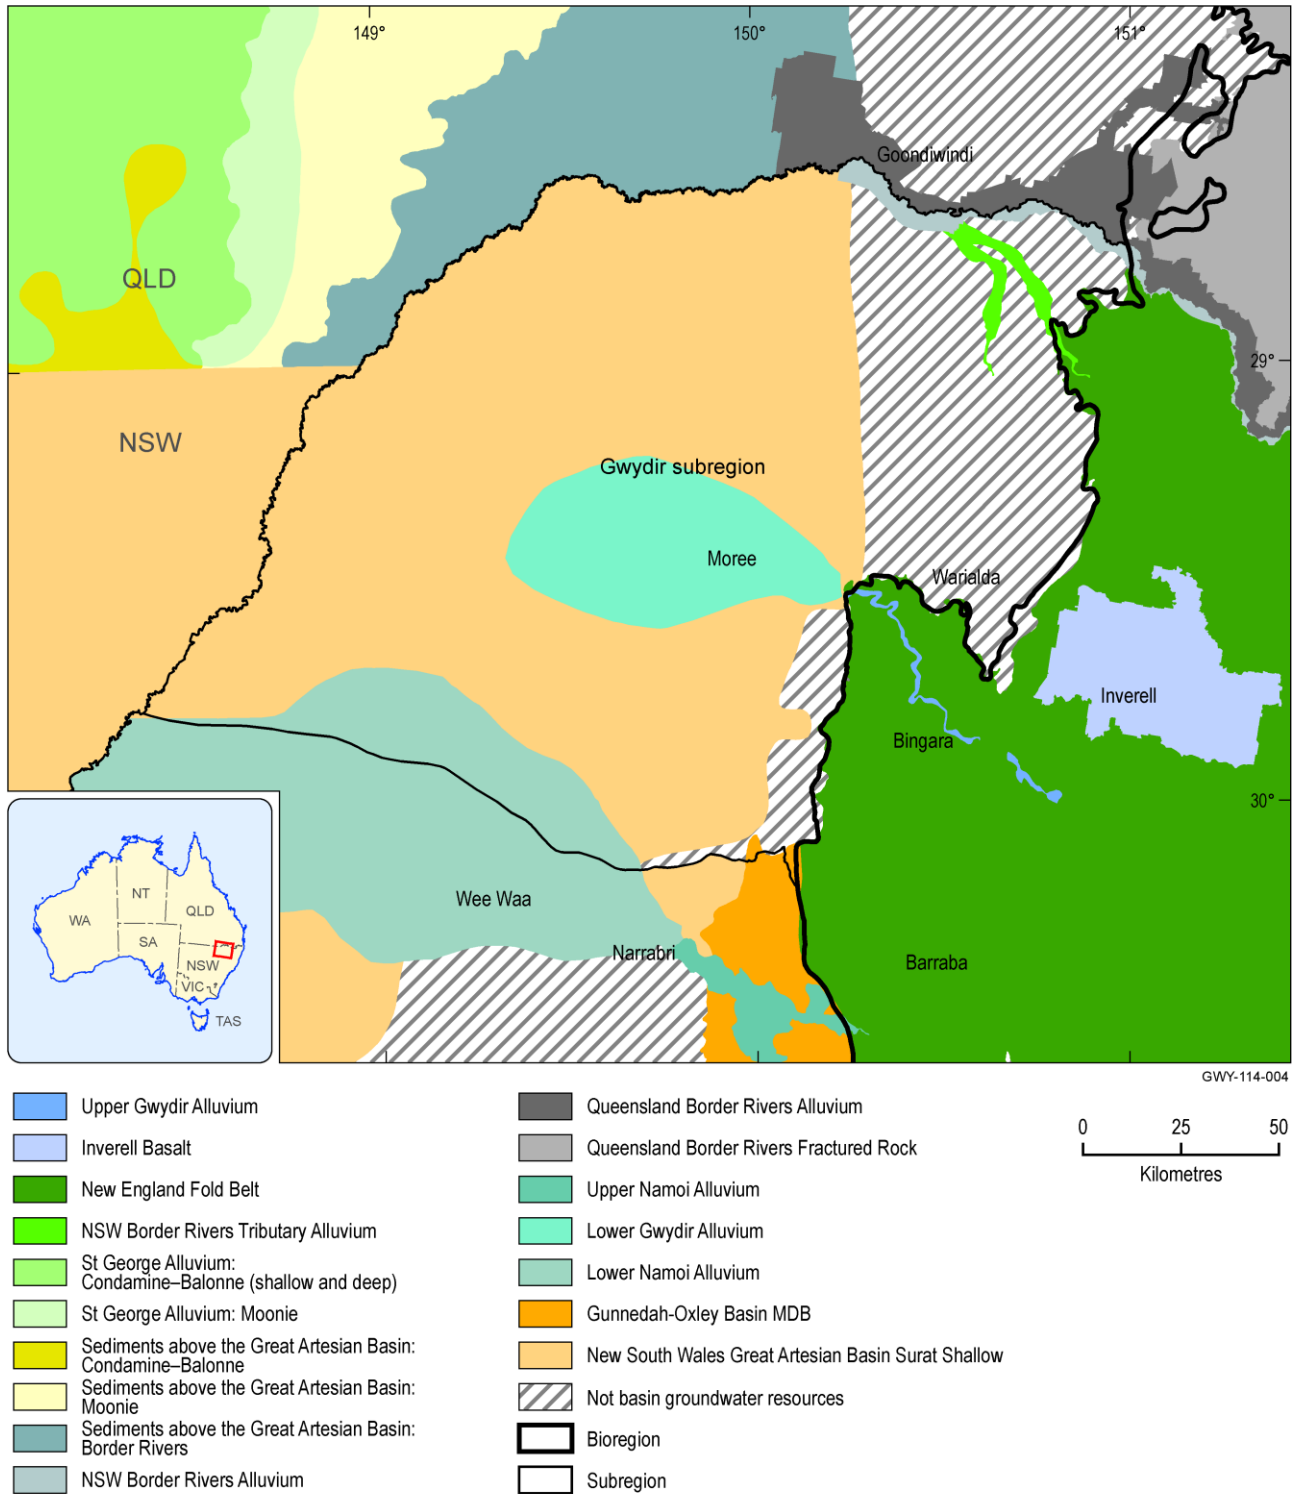 149°
150°
151°
Goondiwindi
QLD
29°
NSW
Gwydir subregion
Moree
Warialda
Inverell
Bingara
30°
Wee Waa
Narrabri
Barraba
NT
WA
QLD
SA
NSW
VIC
TAS
GWY-114-004
Upper Gwydir Alluvium
Inverell Basalt
New England Fold Belt
NSW Border Rivers Tributary Alluvium
St George Alluvium:
Condamine–Balonne (shallow and deep)
St George Alluvium: Moonie
Sediments above the Great Artesian Basin:
Condamine–Balonne
Sediments above the Great Artesian Basin:
Moonie
Sediments above the Great Artesian Basin:
Border Rivers
NSW Border Rivers Alluvium
Queensland Border Rivers Alluvium
Queensland Border Rivers Fractured Rock
Upper Namoi Alluvium
Lower Gwydir Alluvium
Lower Namoi Alluvium
Gunnedah-Oxley Basin MDB
New South Wales Great Artesian Basin Surat Shallow
Not basin groundwater resources
Bioregion
Subregion
0 25 50
Kilometres